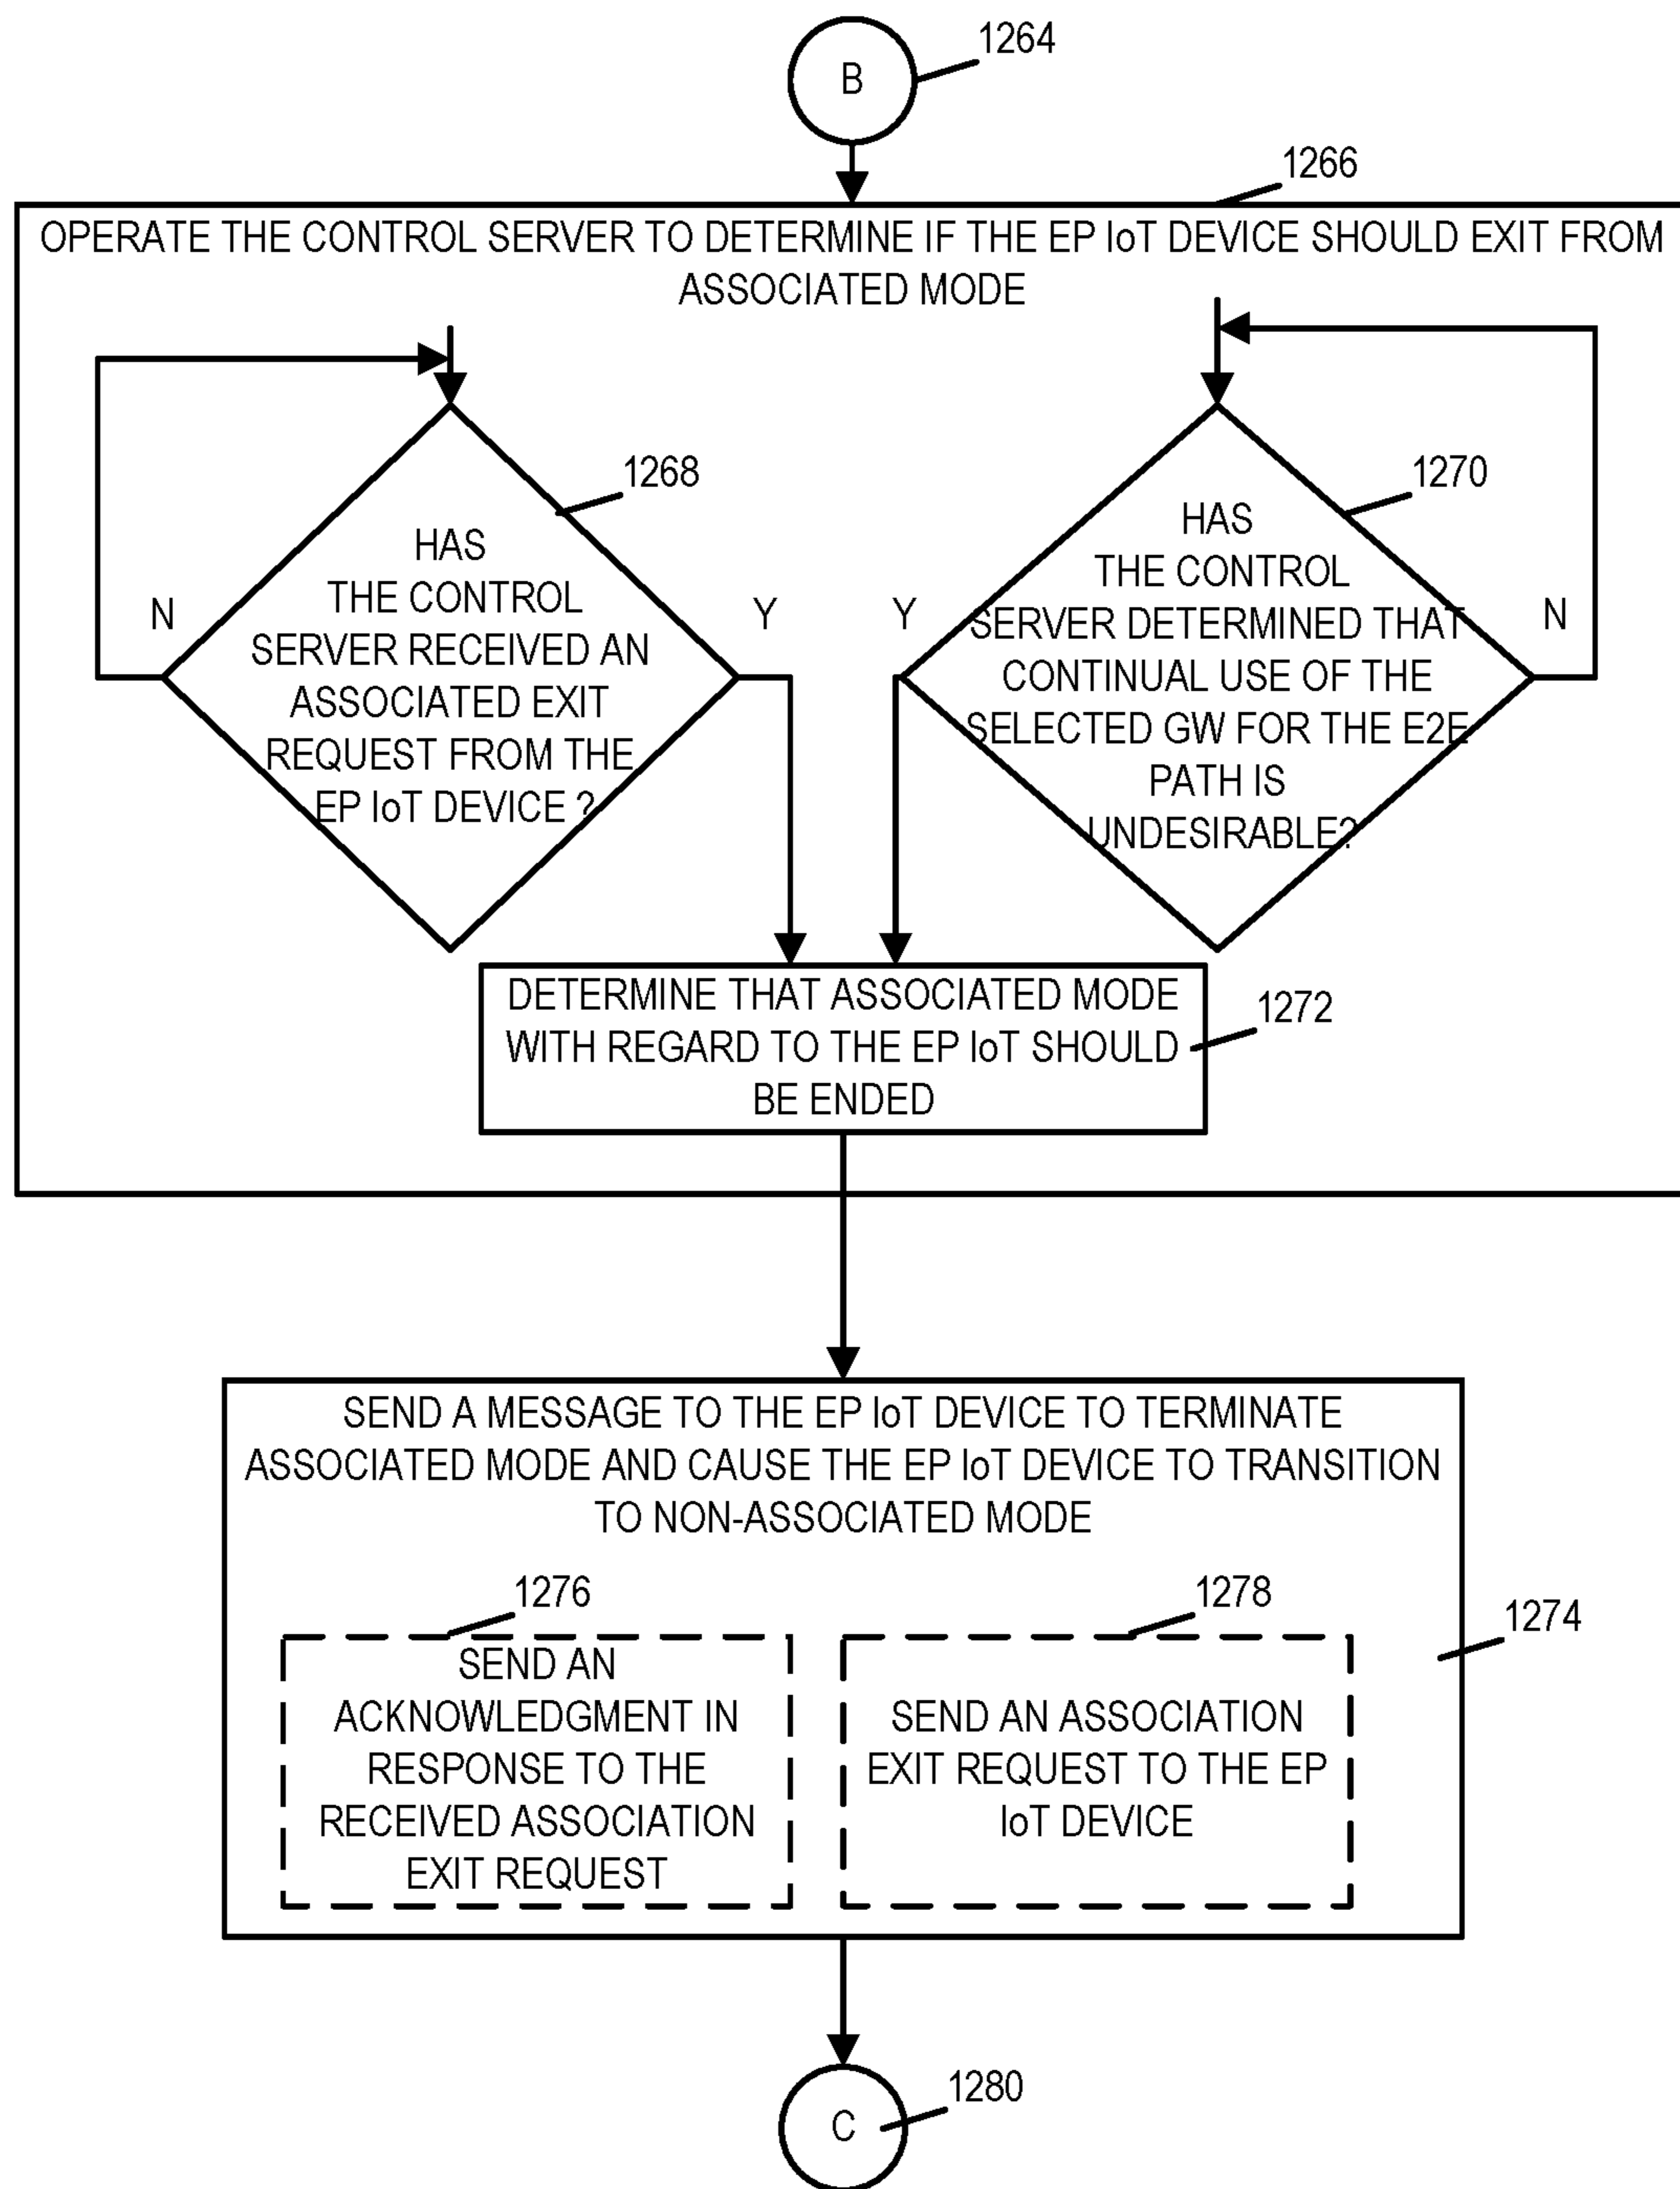 B
1264
1266
OPERATE THE CONTROL SERVER TO DETERMINE IF THE EP IoT DEVICE SHOULD EXIT FROM
ASSOCIATED MODE
1268
HAS
THE CONTROL
SERVER RECEIVED AN
ASSOCIATED EXIT
REQUEST FROM THE
EP IoT DEVICE ?
N
Y
1270
HAS
THE CONTROL
SERVER DETERMINED THAT
CONTINUAL USE OF THE
SELECTED GW FOR THE E2E
PATH IS
UNDESIRABLE?
Y
N
DETERMINE THAT ASSOCIATED MODE
WITH REGARD TO THE EP IoT SHOULD
BE ENDED
1272
SEND A MESSAGE TO THE EP IoT DEVICE TO TERMINATE
ASSOCIATED MODE AND CAUSE THE EP IoT DEVICE TO TRANSITION
TO NON-ASSOCIATED MODE
1276
SEND AN
ACKNOWLEDGMENT IN
RESPONSE TO THE
RECEIVED ASSOCIATION
EXIT REQUEST
1278
SEND AN ASSOCIATION
EXIT REQUEST TO THE EP
IoT DEVICE
1274
C
1280